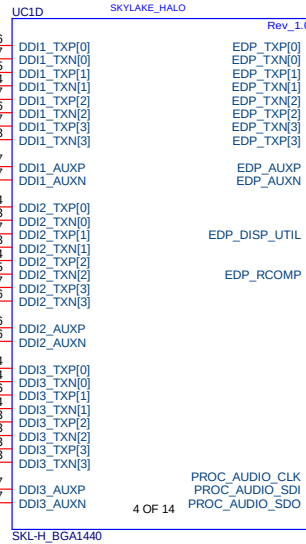 UC1D SKYLAKE_HALO
Rev_1.0
DDI1_TXP[0] EDP_TXP[0]
DDI1_TXN[0] EDP_TXN[0]
DDI1_TXP[1] EDP_TXP[1]
DDI1_TXN[1] EDP_TXN[1]
DDI1_TXP[2] EDP_TXN[2]
DDI1_TXN[2] EDP_TXP[2]
DDI1_TXP[3] EDP_TXN[3]
DDI1_TXN[3] EDP_TXP[3]
DDI1_AUXP EDP_AUXP
DDI1_AUXN EDP_AUXN
DDI2_TXP[0]
DDI2_TXN[0]
DDI2_TXP[1] EDP_DISP_UTIL
DDI2_TXN[1]
DDI2_TXP[2]
DDI2_TXN[2] EDP_RCOMP
DDI2_TXP[3]
DDI2_TXN[3]
DDI2_AUXP
DDI2_AUXN
DDI3_TXP[0]
DDI3_TXN[0]
DDI3_TXP[1]
DDI3_TXN[1]
DDI3_TXP[2]
DDI3_TXN[2]
DDI3_TXP[3]
DDI3_TXN[3]
PROC_AUDIO_CLK
DDI3_AUXP PROC_AUDIO_SDI
DDI3_AUXN 4 OF 14 PROC_AUDIO_SDO
SKL-H_BGA1440